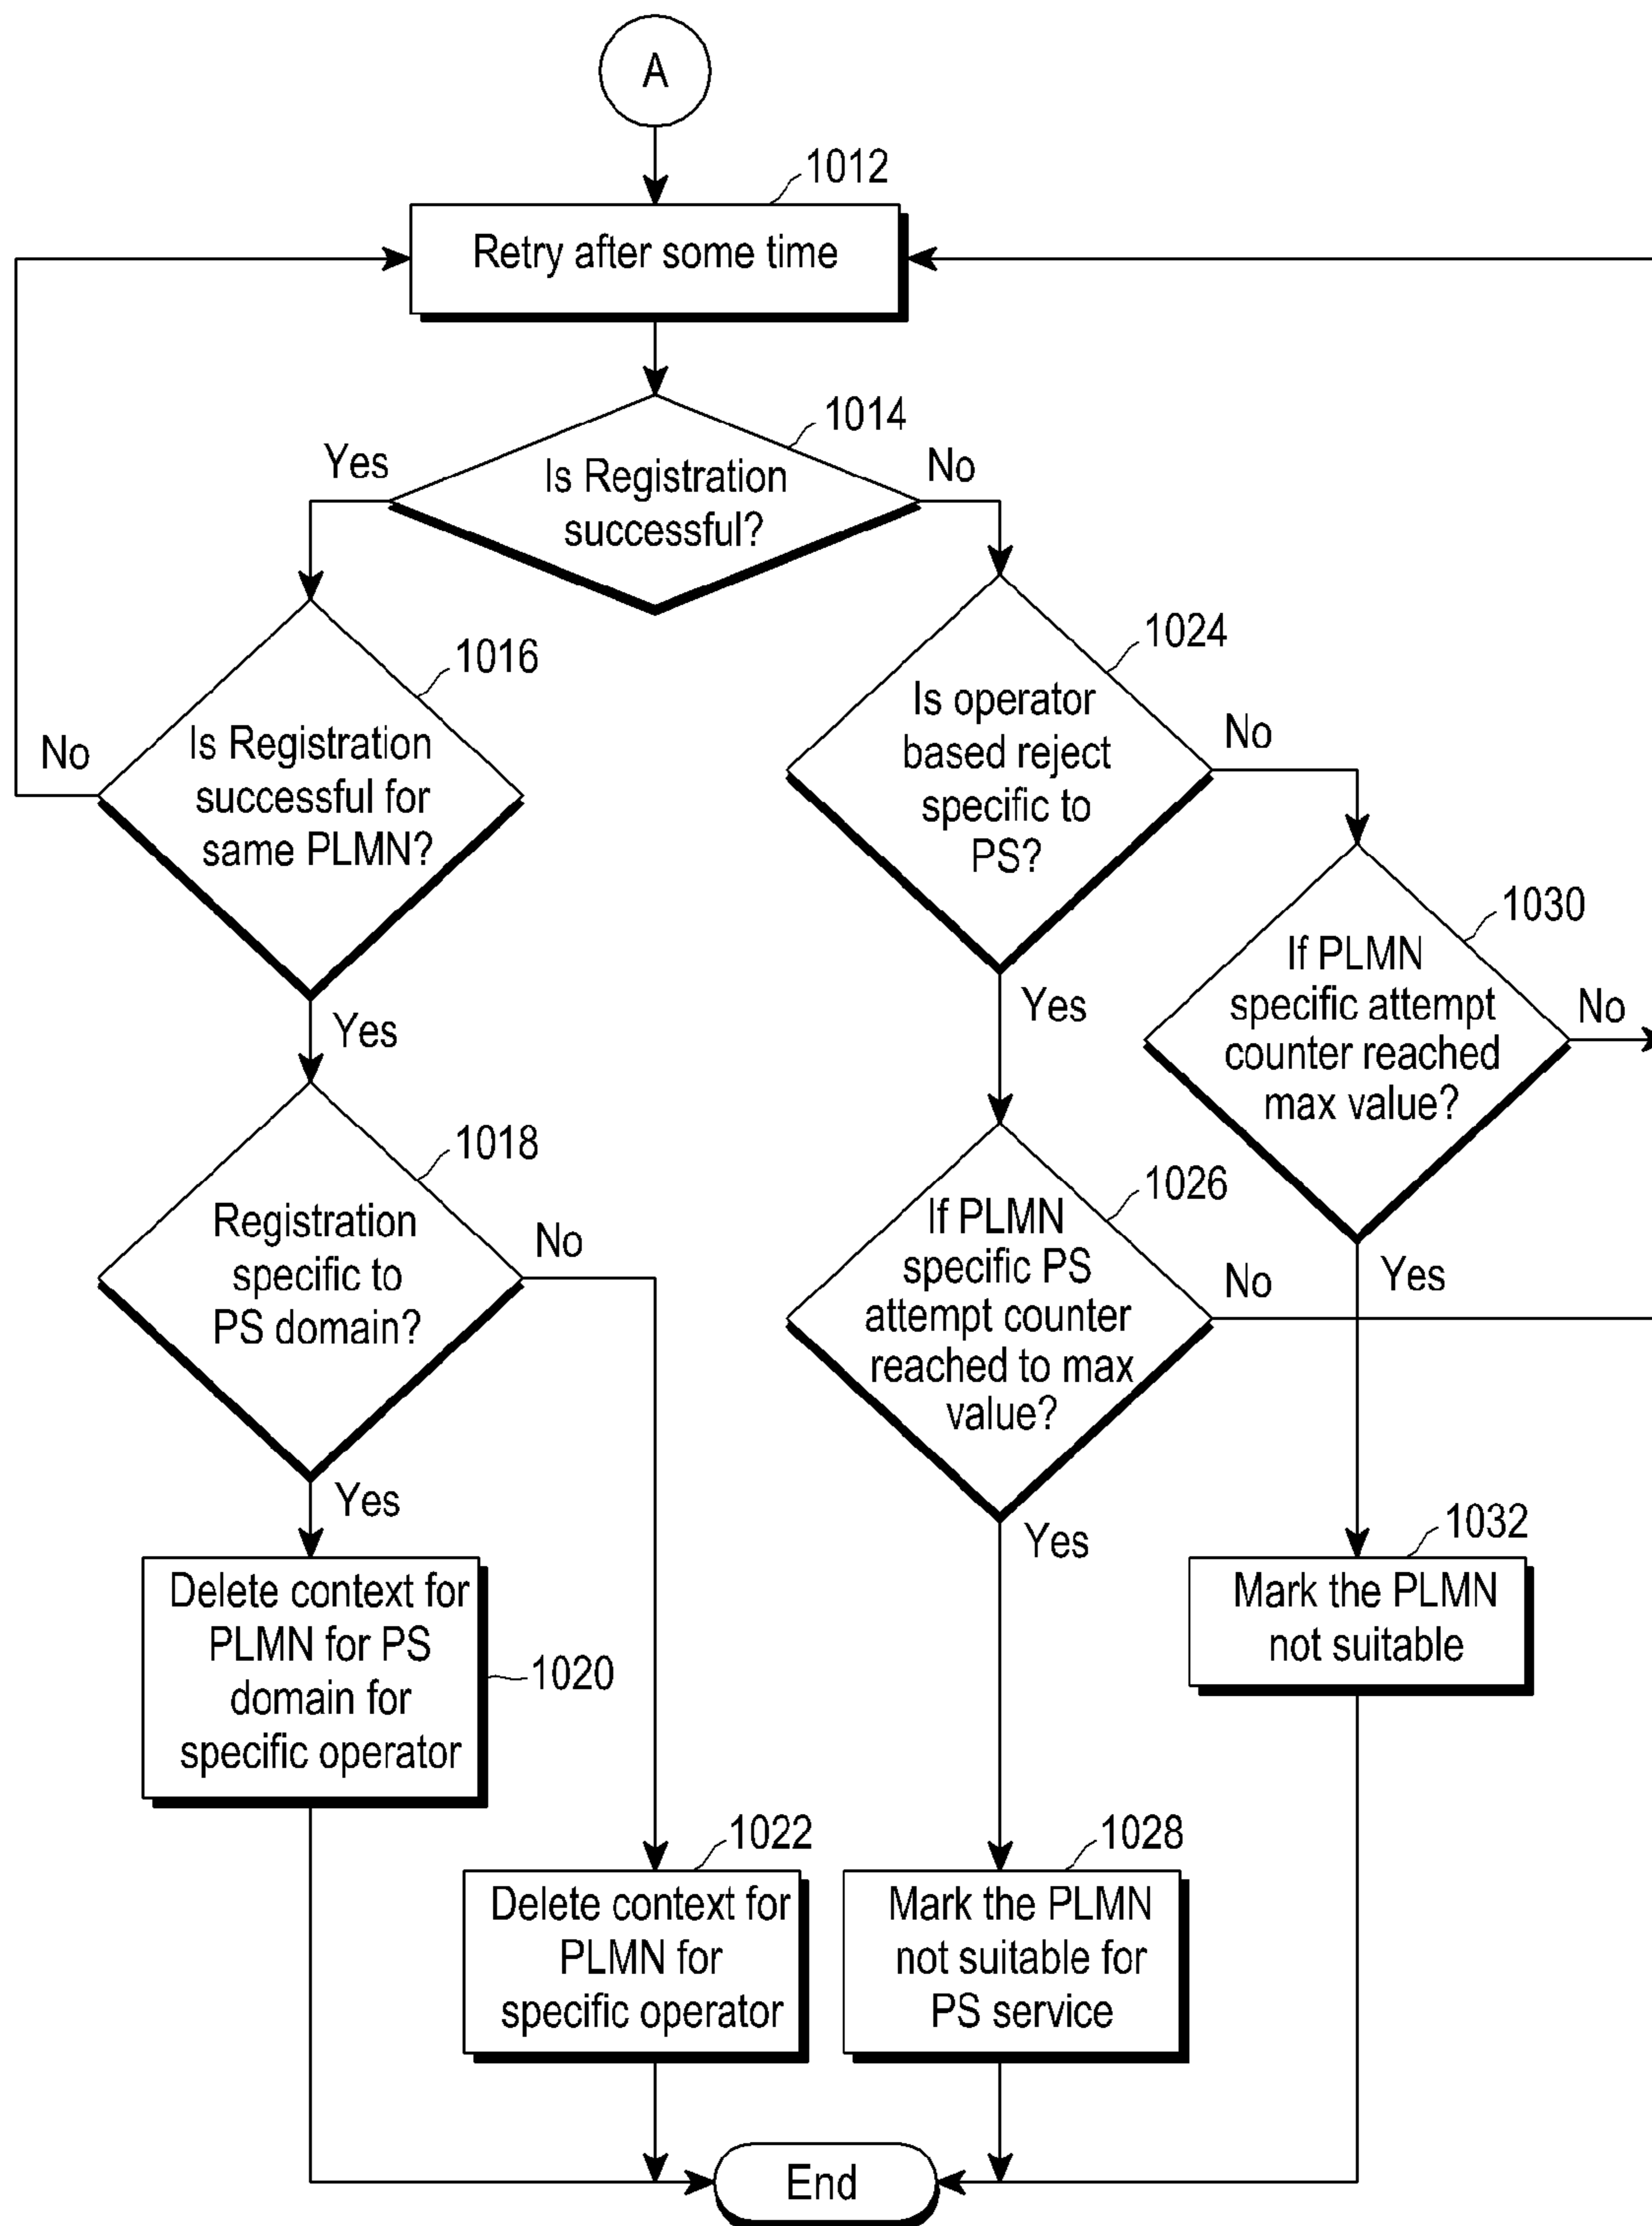 A
1012
Retry after some time
1014
Yes
No
Is Registration
successful?
1016
No
Is Registration
successful for
same PLMN?
Yes
1024
Is operator
based reject
specific to
PS?
No
Yes
1030
If PLMN
specific attempt
counter reached
max value?
No
Yes
1018
Registration
specific to
PS domain?
No
Yes
1026
If PLMN
specific PS
attempt counter
reached to max
value?
No
Yes
1032
Mark the PLMN
not suitable
Delete context for
PLMN for PS
domain for
specific operator
1020
1022
Delete context for
PLMN for
specific operator
1028
Mark the PLMN
not suitable for
PS service
End